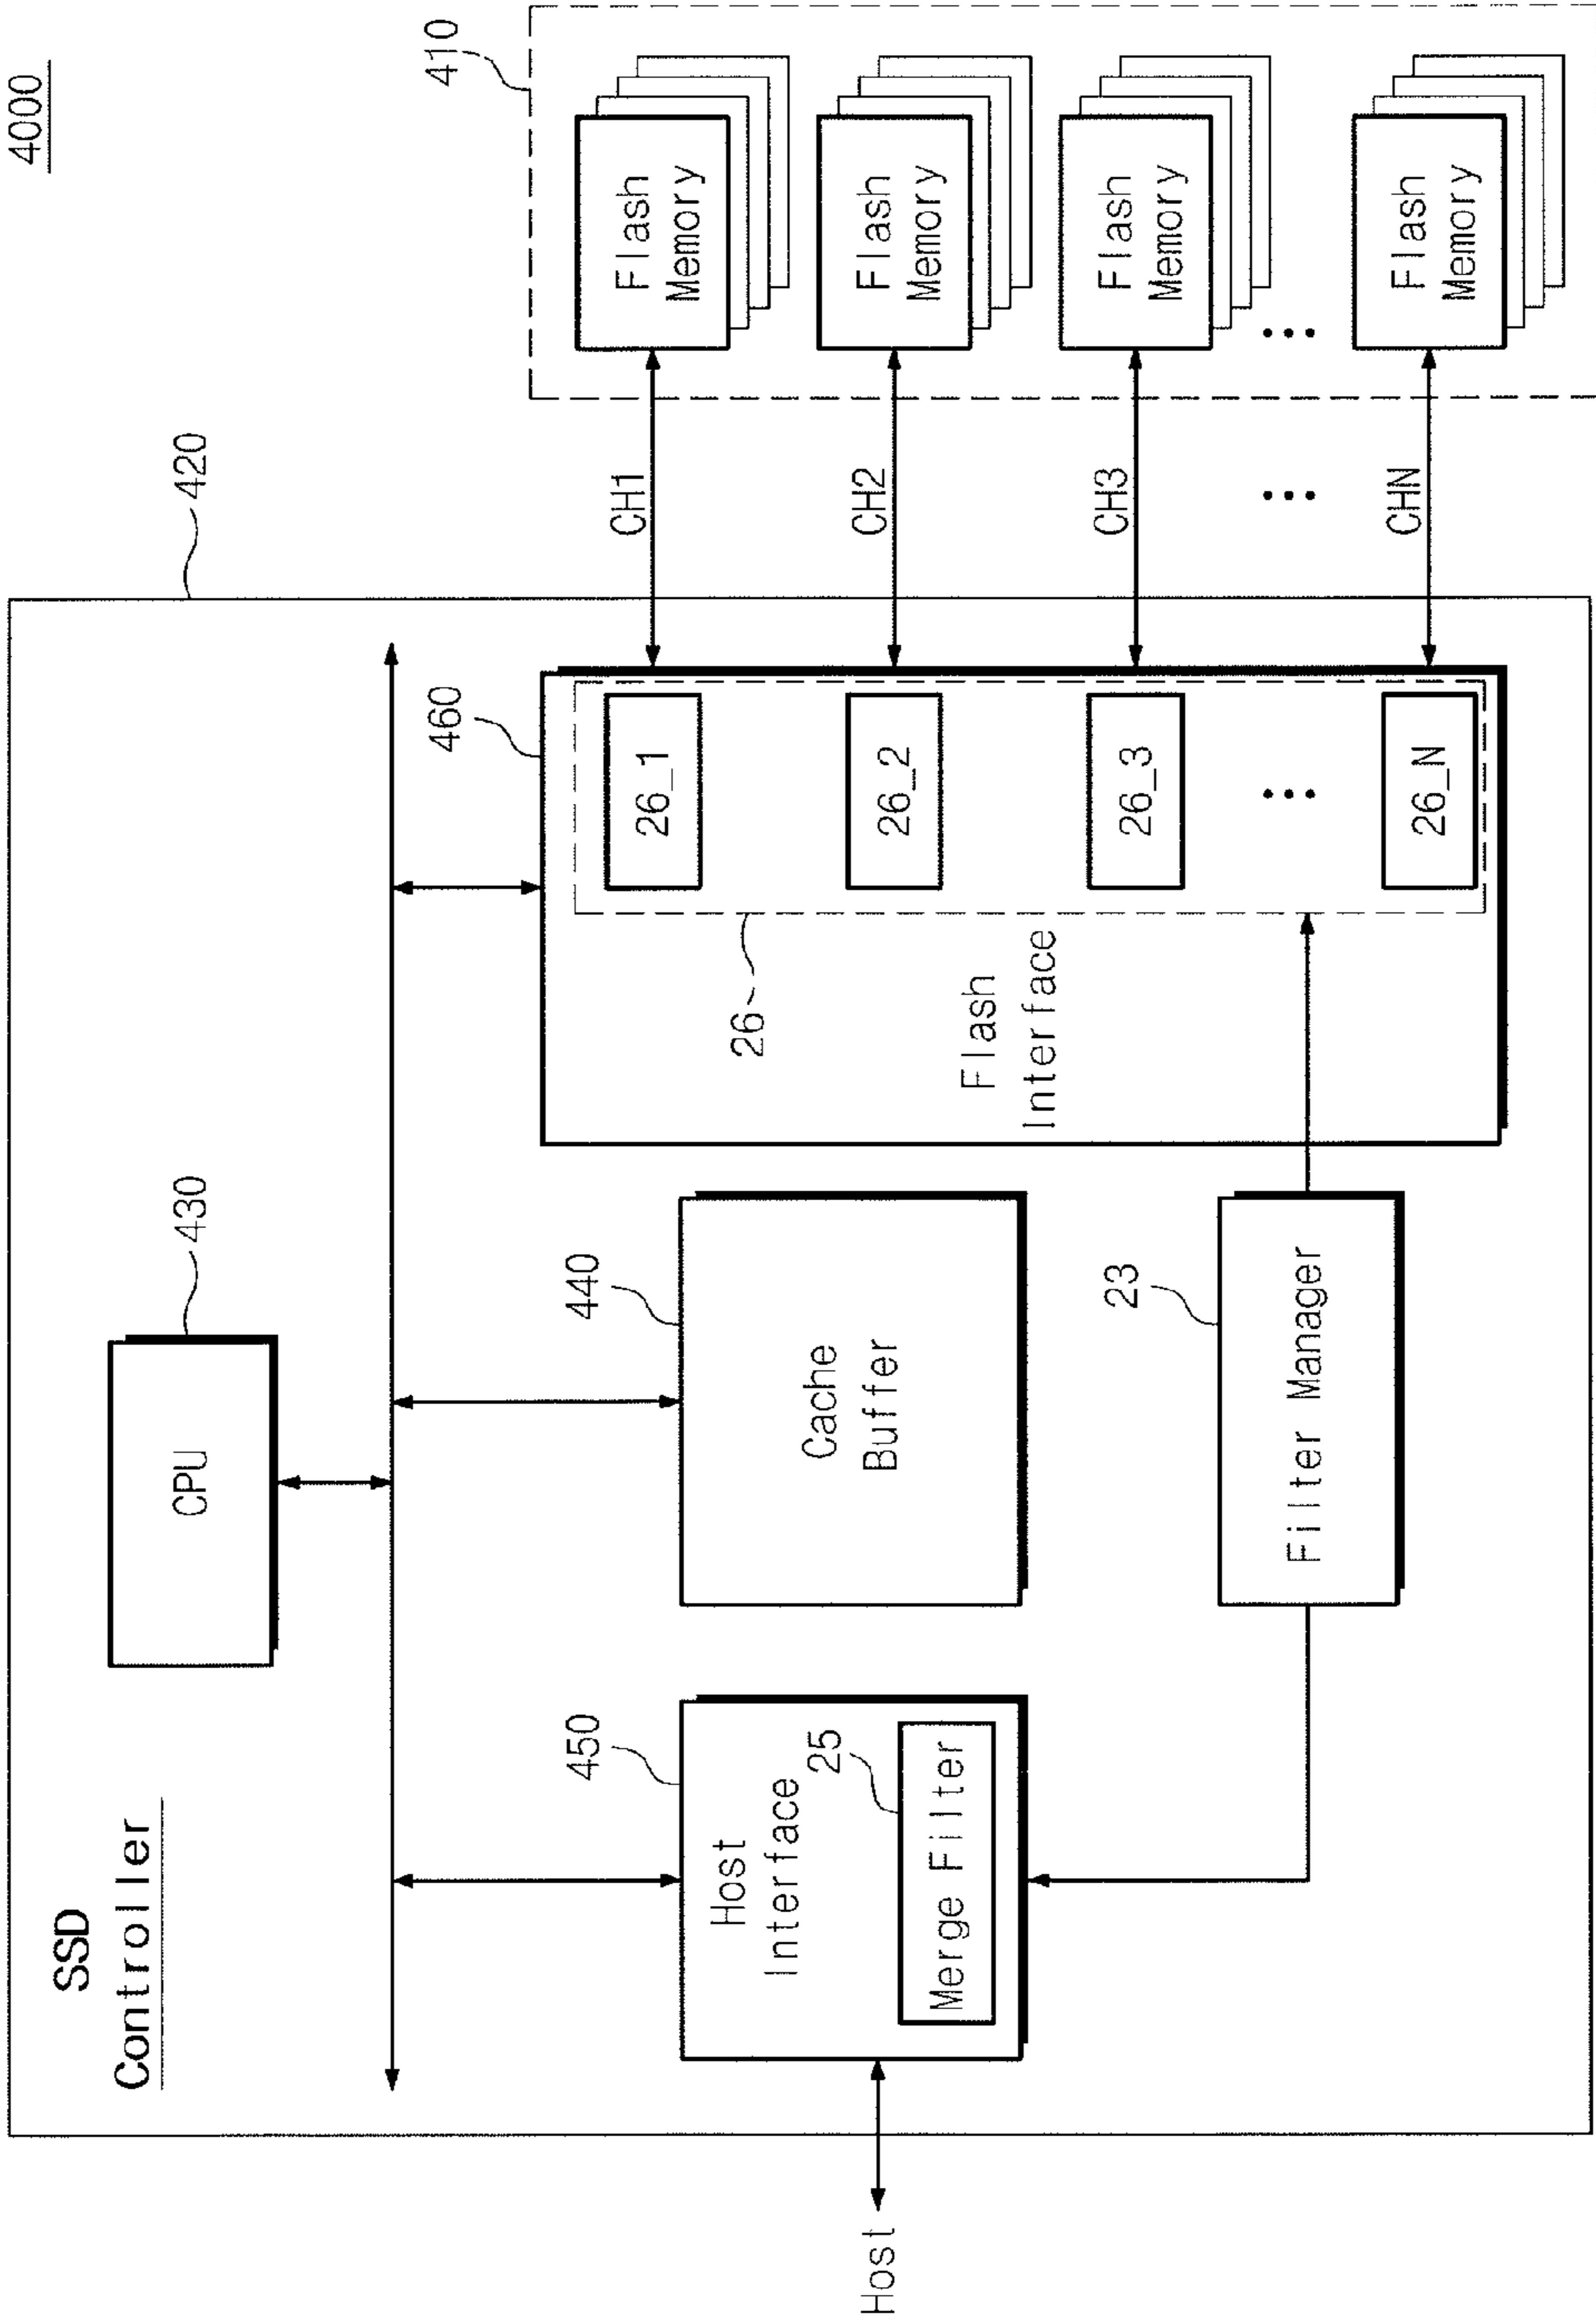 4000
SSD
Controller
420
CPU
430
410
Host
Host
Interface
450
25
Merge Filter
Cache
Buffer
440
Filter Manager
23
Flash
Interface
460
26
26_1
26_2
26_3
...
26_N
CH1
CH2
CH3
...
CHN
Flash
Memory
Flash
Memory
Flash
Memory
...
Flash
Memory